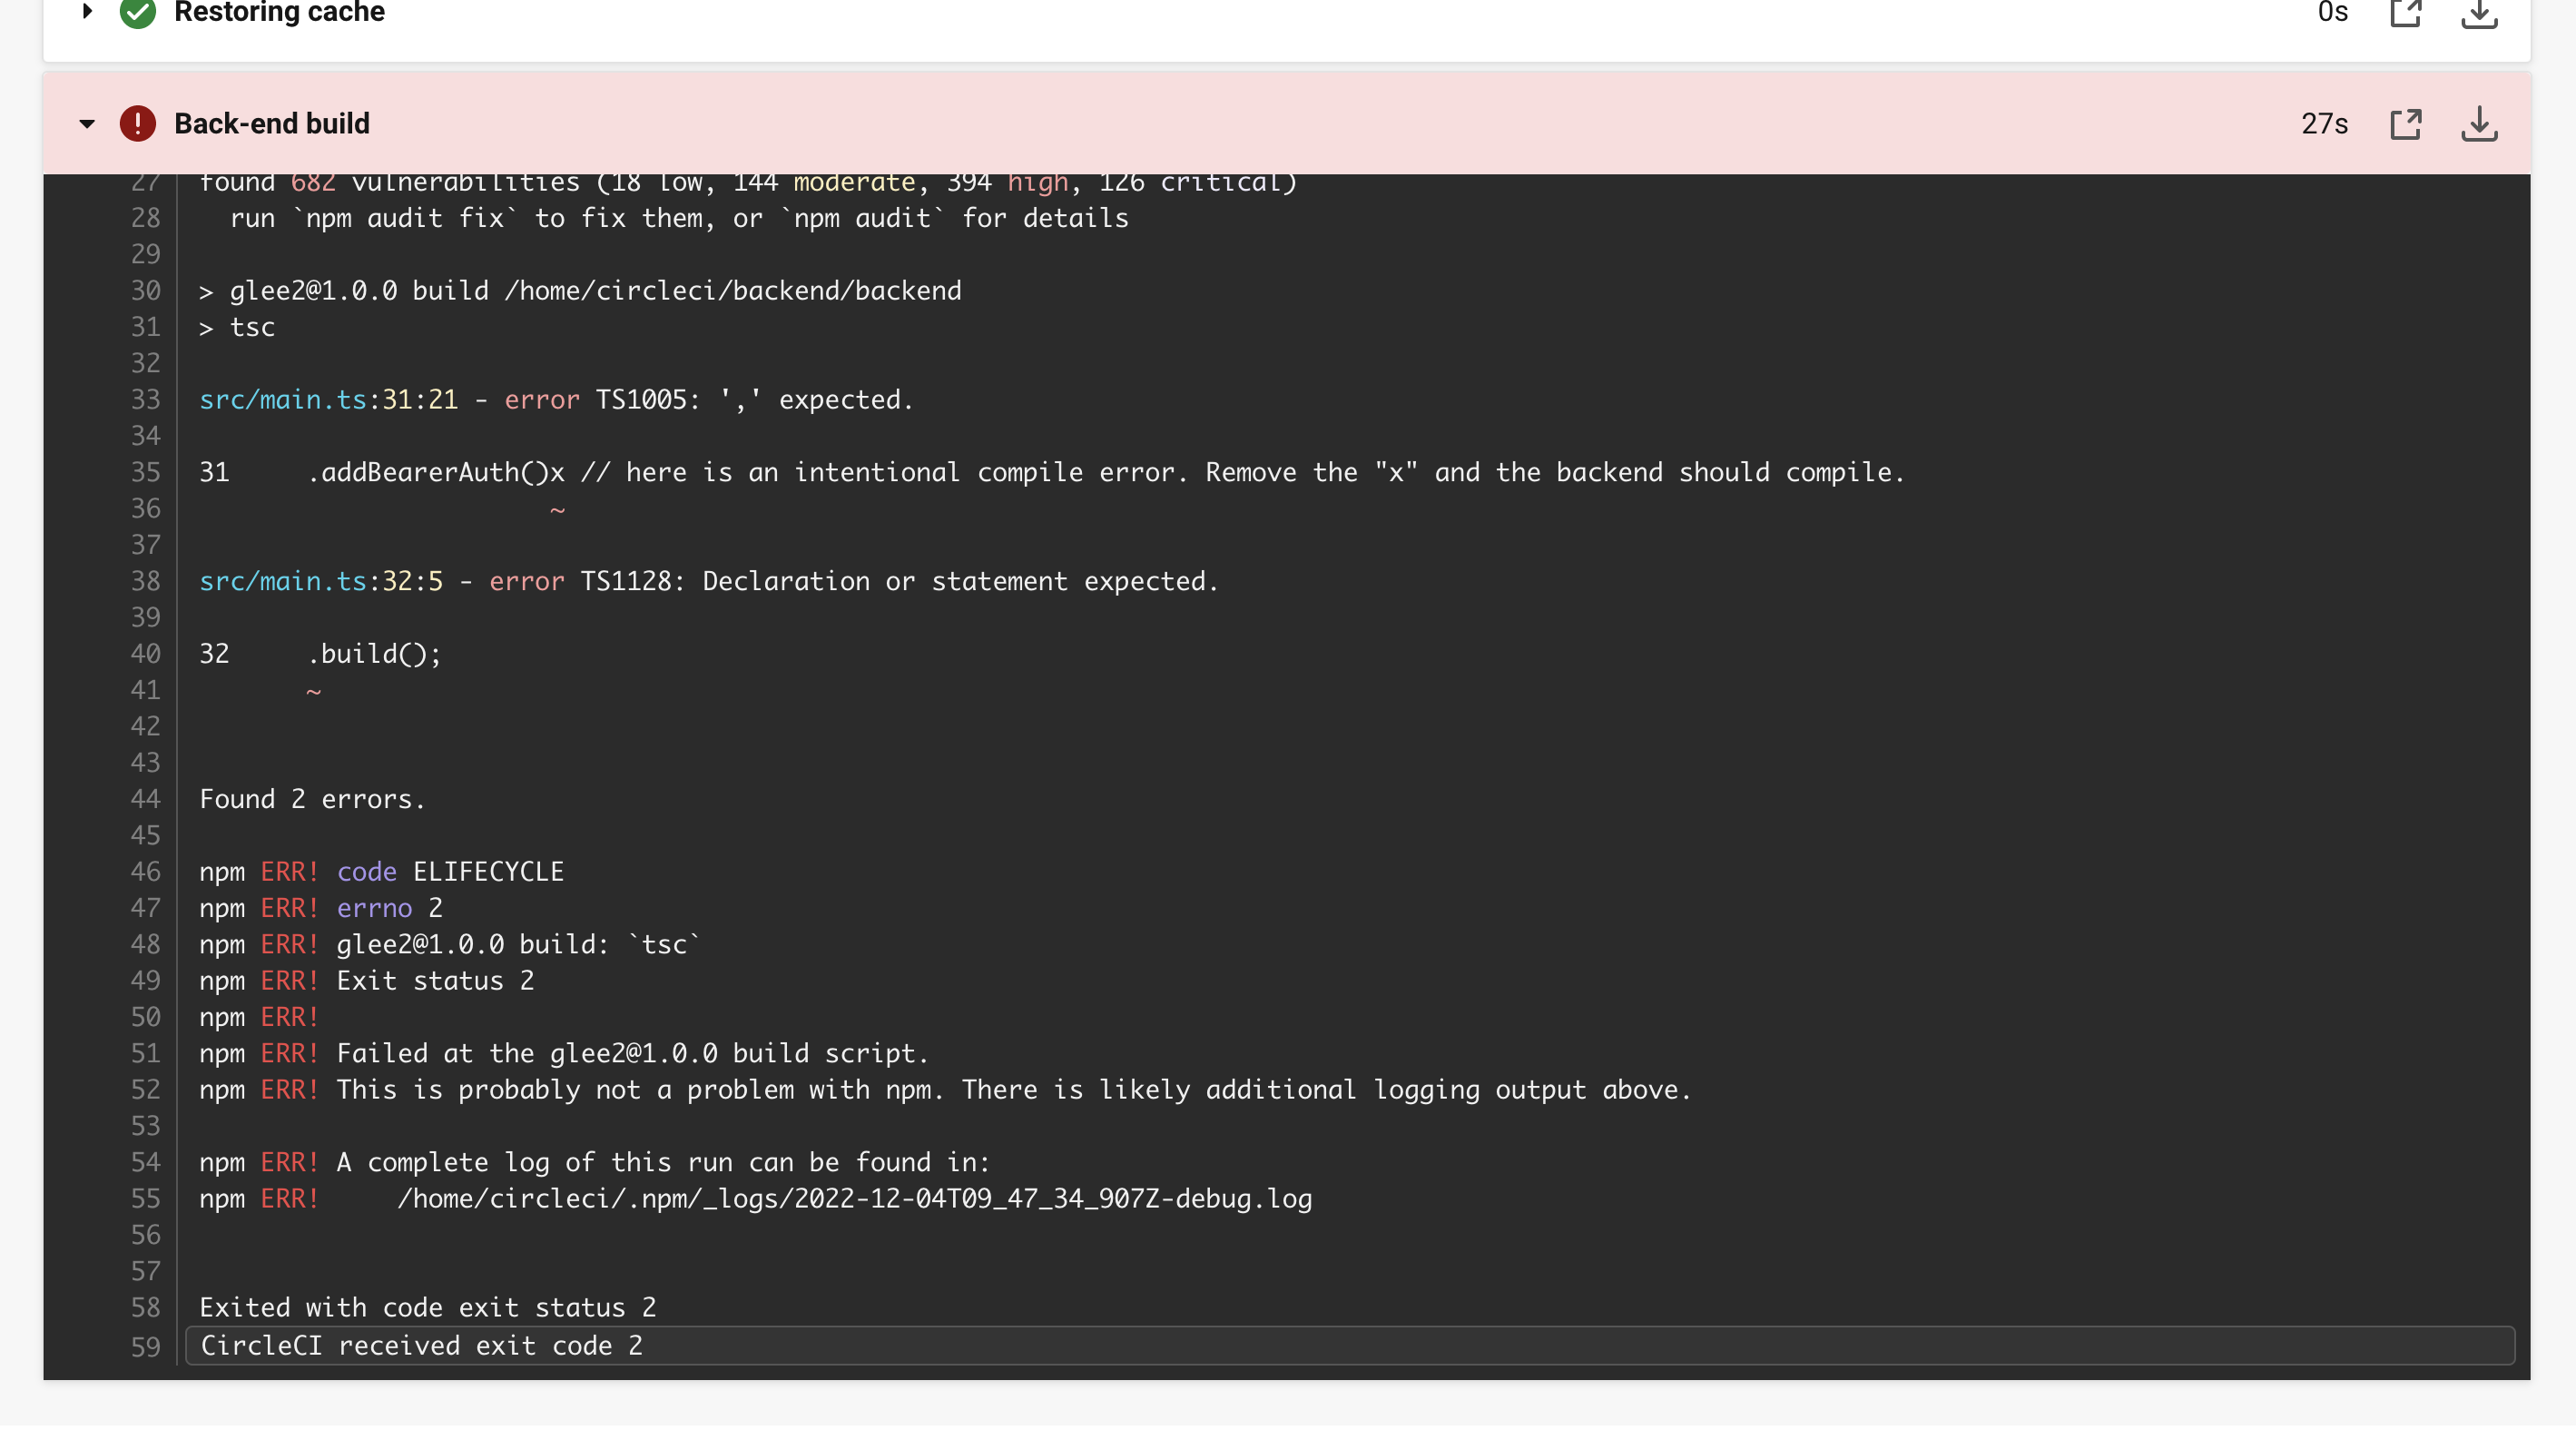 Restoring cache 0s
Back-end build 27s
27 found 682 vulnerabilities (18 low, 144 moderate, 394 high, 126 critical)
28   run `npm audit fix` to fix them, or `npm audit` for details
29
30 > glee2@1.0.0 build /home/circleci/backend/backend
31 > tsc
32
33 src/main.ts:31:21 - error TS1005: ',' expected.
34
35 31     .addBearerAuth()x // here is an intentional compile error. Remove the "x" and the backend should compile.
36                        ~
37
38 src/main.ts:32:5 - error TS1128: Declaration or statement expected.
39
40 32     .build();
41        ~
42
43
44 Found 2 errors.
45
46 npm ERR! code ELIFECYCLE
47 npm ERR! errno 2
48 npm ERR! glee2@1.0.0 build: `tsc`
49 npm ERR! Exit status 2
50 npm ERR!
51 npm ERR! Failed at the glee2@1.0.0 build script.
52 npm ERR! This is probably not a problem with npm. There is likely additional logging output above.
53
54 npm ERR! A complete log of this run can be found in:
55 npm ERR!     /home/circleci/.npm/_logs/2022-12-04T09_47_34_907Z-debug.log
56
57
58 Exited with code exit status 2
59 CircleCI received exit code 2